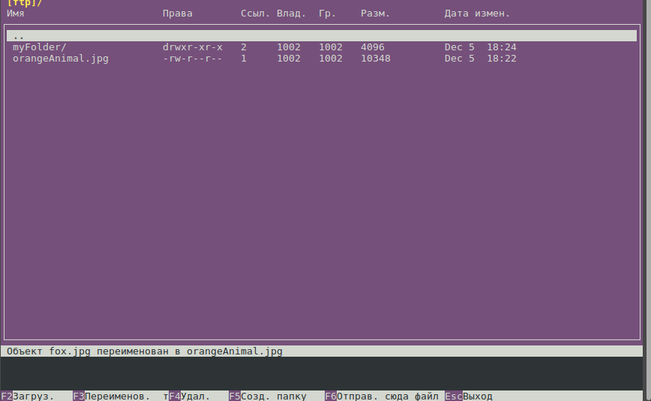 [ftp]/
Имя Права Ссыл. Влад. Гр. Разм. Дата измен.
..
myFolder/ drwxr-xr-x 2 1002 1002 4096 Dec 5 18:24
orangeAnimal.jpg -rw-r--r-- 1 1002 1002 10348 Dec 5 18:22
Объект fox.jpg переименован в orangeAnimal.jpg
F2Загруз. F3Переименов. тF4Удал. F5Созд. папку F6Отправ. сюда файл EscВыход